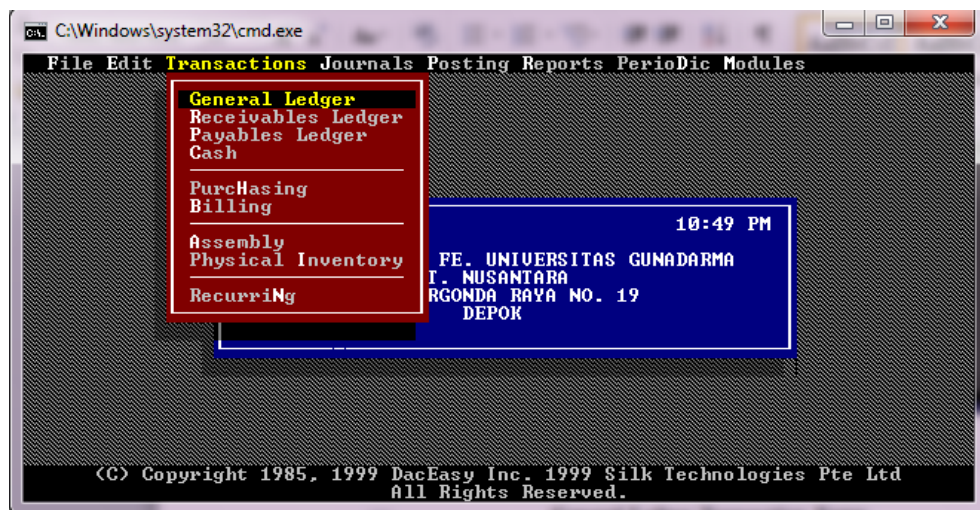 C:\Windows\system32\cmd.exe
File Edit Transactions Journals Posting Reports PerioDic Modules
General Ledger
Receivables Ledger
Payables Ledger
Cash
PurcHasing
Billing
Assembly
Physical Inventory
RecurriNg
10:49 PM
FE. UNIVERSITAS GUNADARMA
T. NUSANTARA
RGONDA RAYA NO. 19
DEPOK
(C) Copyright 1985, 1999 DacEasy Inc. 1999 Silk Technologies Pte Ltd
All Rights Reserved.